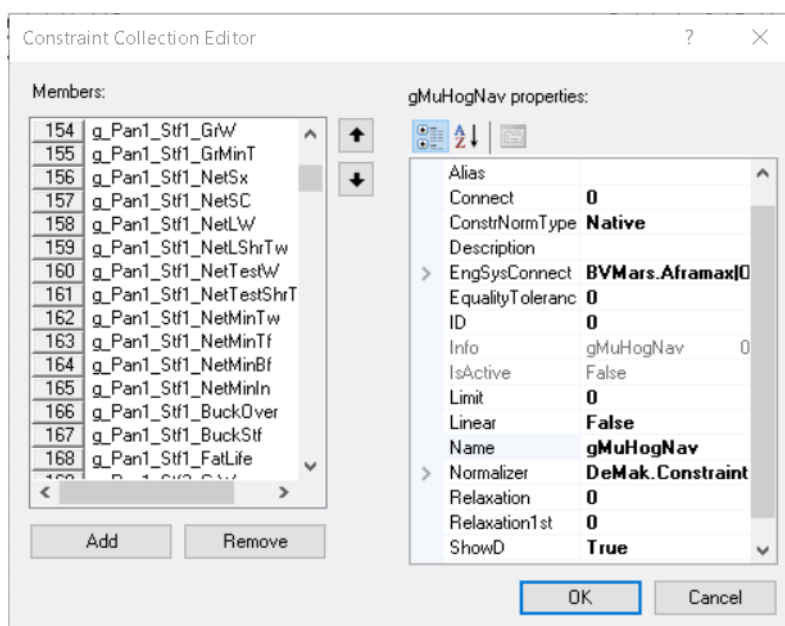 Constraint Collection Editor ? ×
Members:
154 g_Pan1_Stf1_GrW
155 g_Pan1_Stf1_GrMinT
156 g_Pan1_Stf1_NetSx
157 g_Pan1_Stf1_NetSC
158 g_Pan1_Stf1_NetLW
159 g_Pan1_Stf1_NetLShrTw
160 g_Pan1_Stf1_NetTestW
161 g_Pan1_Stf1_NetTestShrT
162 g_Pan1_Stf1_NetMinTw
163 g_Pan1_Stf1_NetMinTf
164 g_Pan1_Stf1_NetMinBf
165 g_Pan1_Stf1_NetMinIn
166 g_Pan1_Stf1_BuckOver
167 g_Pan1_Stf1_BuckStf
168 g_Pan1_Stf1_FatLife
Add Remove
gMuHogNav properties:
Alias
Connect 0
ConstrNormType Native
Description
EngSysConnect BVMars.Aframax|O
EqualityToleranc 0
ID 0
Info gMuHogNav 0
IsActive False
Limit 0
Linear False
Name gMuHogNav
Normalizer DeMak.Constraint
Relaxation 0
Relaxation1st 0
ShowD True
OK Cancel